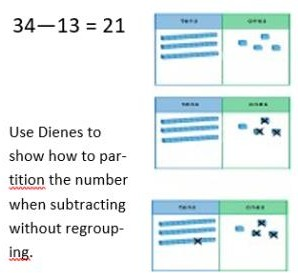 34—13 = 21
Tens Ones
Tens Ones
Tens Ones
Use Dienes to
show how to par-
tition the number
when subtracting
without regroup-
ing.